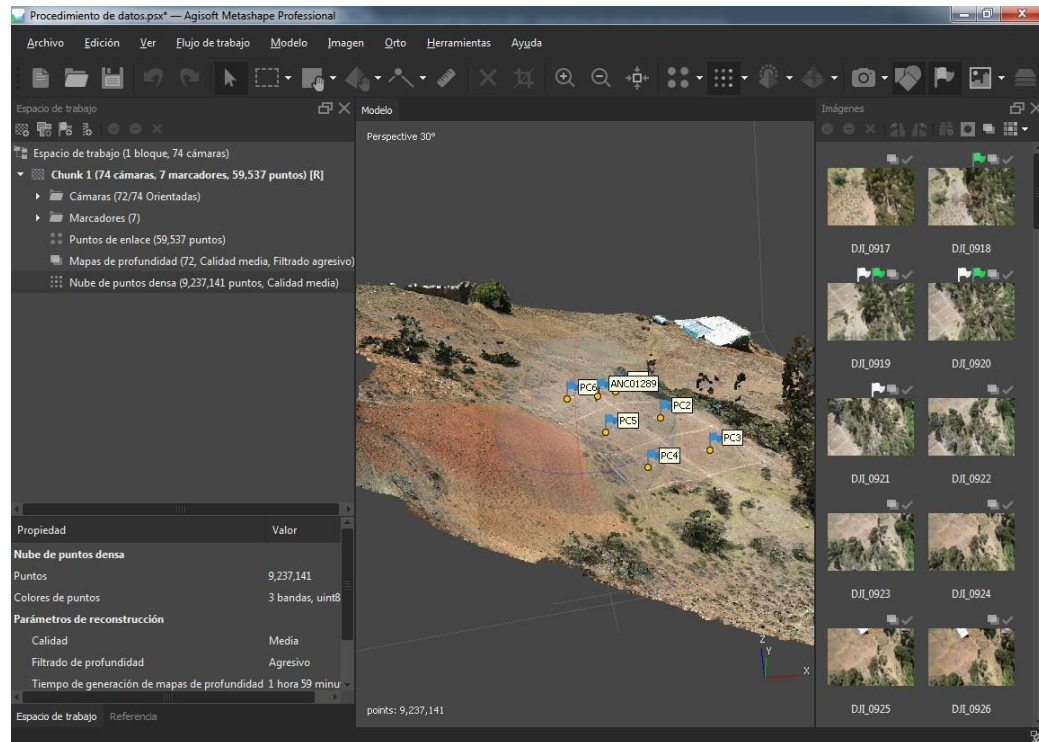 Procedimiento de datos.psx* — Agisoft Metashape Professional
Archivo Edición Ver Flujo de trabajo Modelo Imagen Orto Herramientas Ayuda
Espacio de trabajo
Espacio de trabajo (1 bloque, 74 cámaras)
Chunk 1 (74 cámaras, 7 marcadores, 59,537 puntos) [R]
Cámaras (72/74 Orientadas)
Marcadores (7)
Puntos de enlace (59,537 puntos)
Mapas de profundidad (72, Calidad media, Filtrado agresivo)
Nube de puntos densa (9,237,141 puntos, Calidad media)
Propiedad Valor
Nube de puntos densa
Puntos 9,237,141
Colores de puntos 3 bandas, uint8
Parámetros de reconstrucción
Calidad Media
Filtrado de profundidad Agresivo
Tiempo de generación de mapas de profundidad 1 hora 59 minu
Espacio de trabajo Referencia
Modelo
Perspective 30°
PC6 ANC01289
PC2
PC5
PC3
PC4
Z
Y
X
points: 9,237,141
Imágenes
DJI_0917 DJI_0918
DJI_0919 DJI_0920
DJI_0921 DJI_0922
DJI_0923 DJI_0924
DJI_0925 DJI_0926